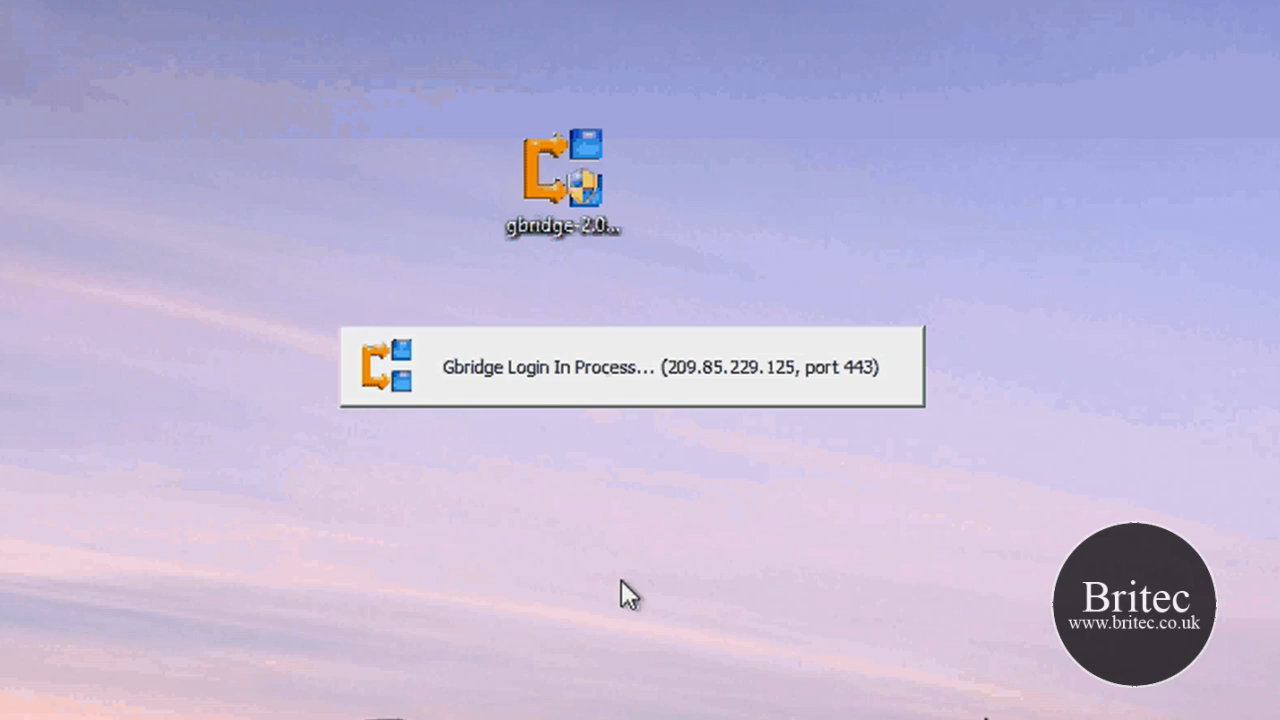 gbridge-2.0...
Gbridge Login In Process... (209.85.229.125, port 443)
Britec
www.britec.co.uk